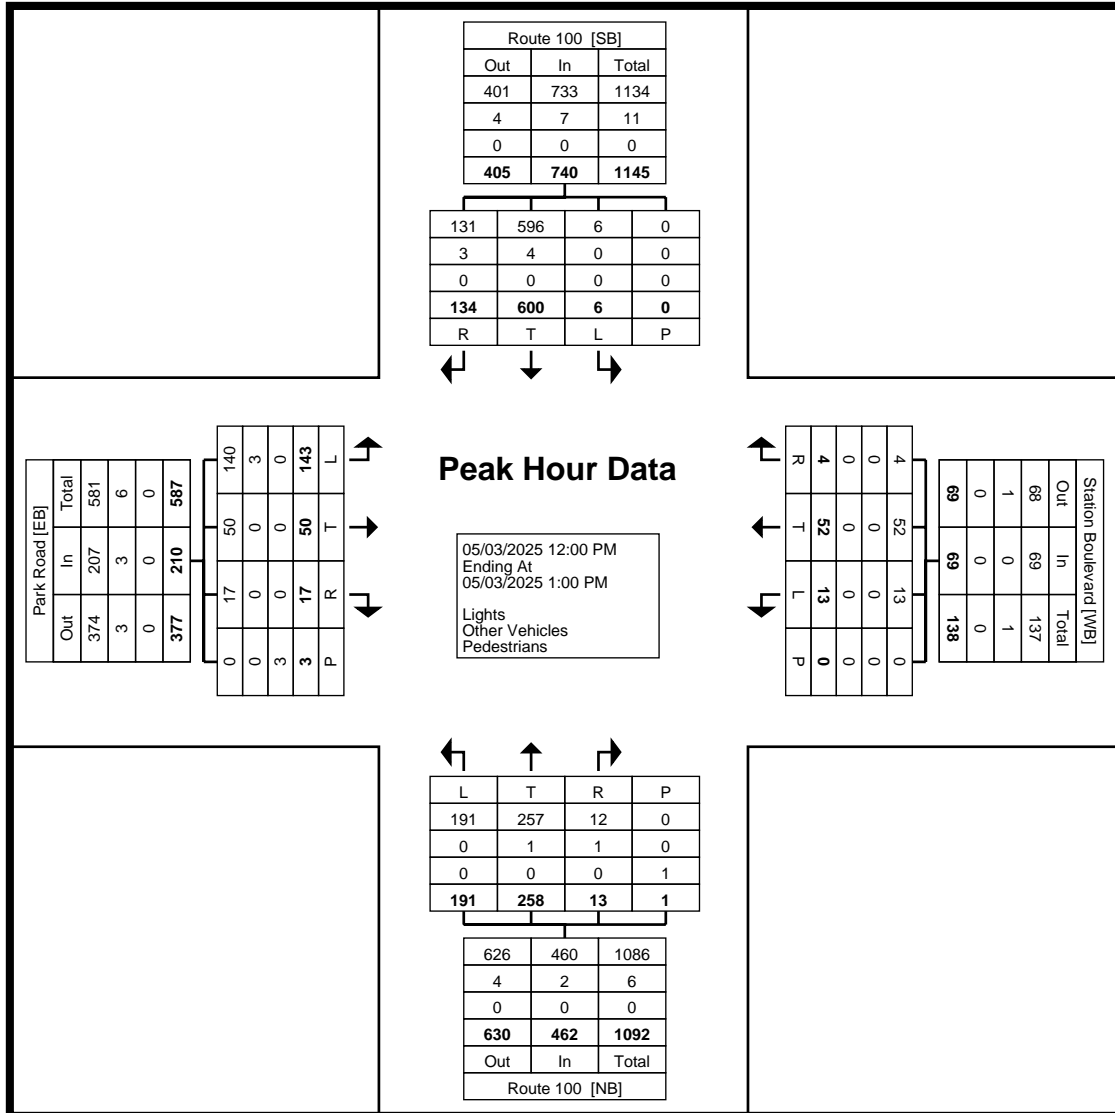 Route 100 [SB]
Out In Total
401 733 1134
4 7 11
0 0 0
405 740 1145
131 596 6 0
3 4 0 0
0 0 0 0
134 600 6 0
R T L P
Park Road [EB]
Total In Out
581 207 374
6 3 3
0 0 0
587 210 377
140 50 17 0
3 0 0 0
0 0 0 3
143 50 17 3
L T R P
Peak Hour Data
05/03/2025 12:00 PM
Ending At
05/03/2025 1:00 PM
Lights
Other Vehicles
Pedestrians
R T L P
4 52 13 0
0 0 0 0
0 0 0 0
4 52 13 0
Station Boulevard [WB]
Out In Total
68 69 137
1 0 1
0 0 0
69 69 138
L T R P
191 257 12 0
0 1 1 0
0 0 0 1
191 258 13 1
626 460 1086
4 2 6
0 0 0
630 462 1092
Out In Total
Route 100 [NB]